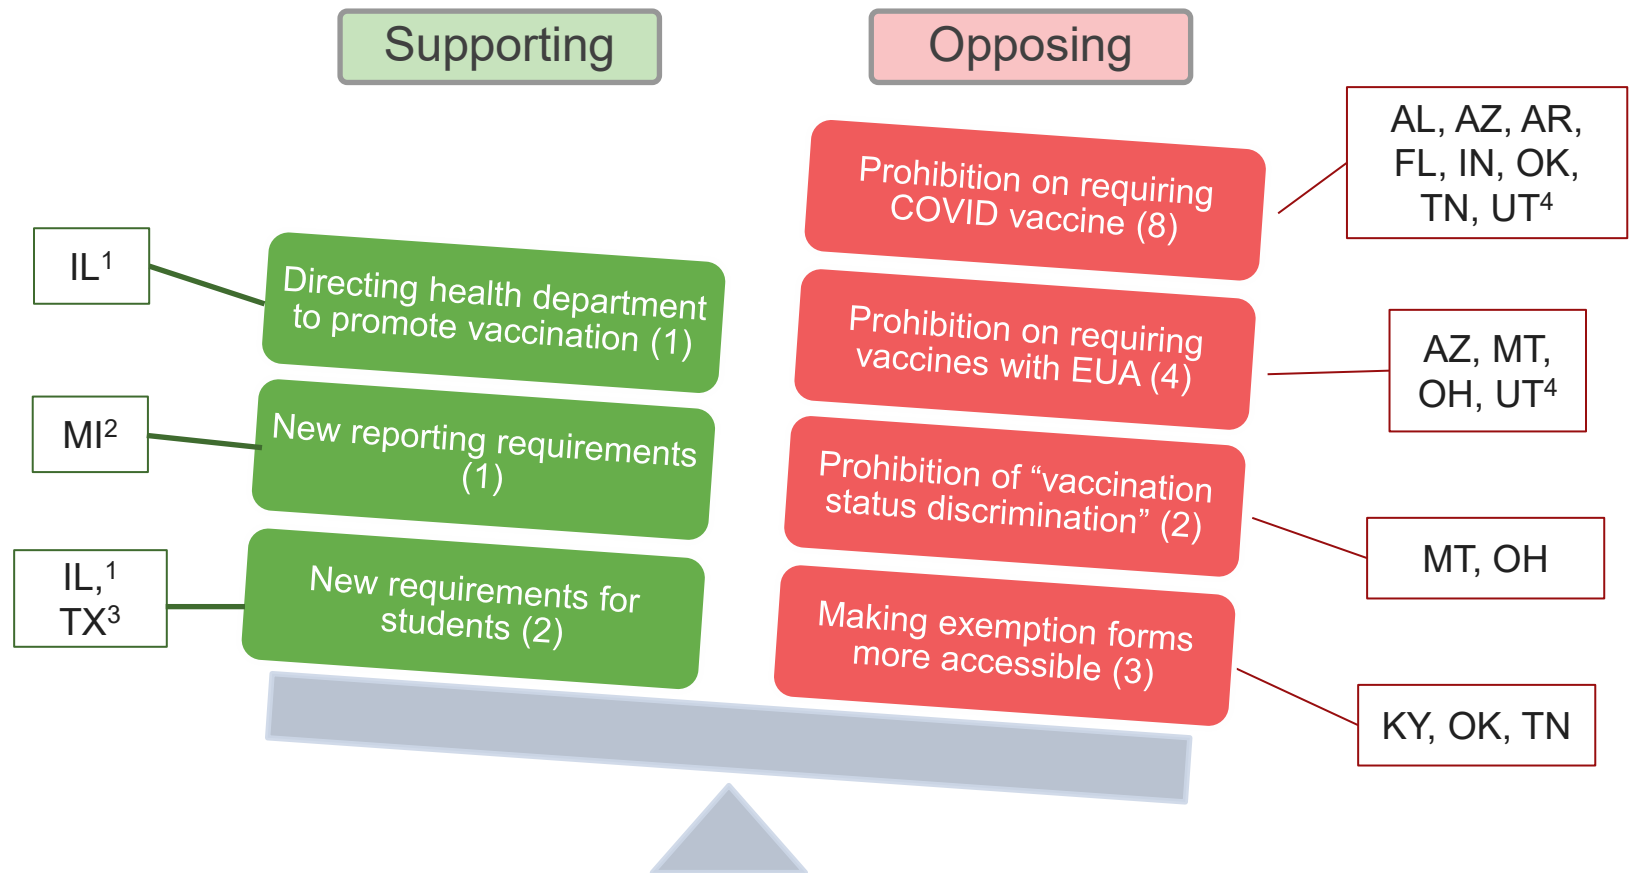 Supporting
Opposing
IL¹
Directing health department
to promote vaccination (1)
MI²
New reporting requirements
(1)
IL,¹
TX³
New requirements for
students (2)
Prohibition on requiring
COVID vaccine (8)
AL, AZ, AR,
FL, IN, OK,
TN, UT⁴
Prohibition on requiring
vaccines with EUA (4)
AZ, MT,
OH, UT⁴
Prohibition of “vaccination
status discrimination” (2)
MT, OH
Making exemption forms
more accessible (3)
KY, OK, TN